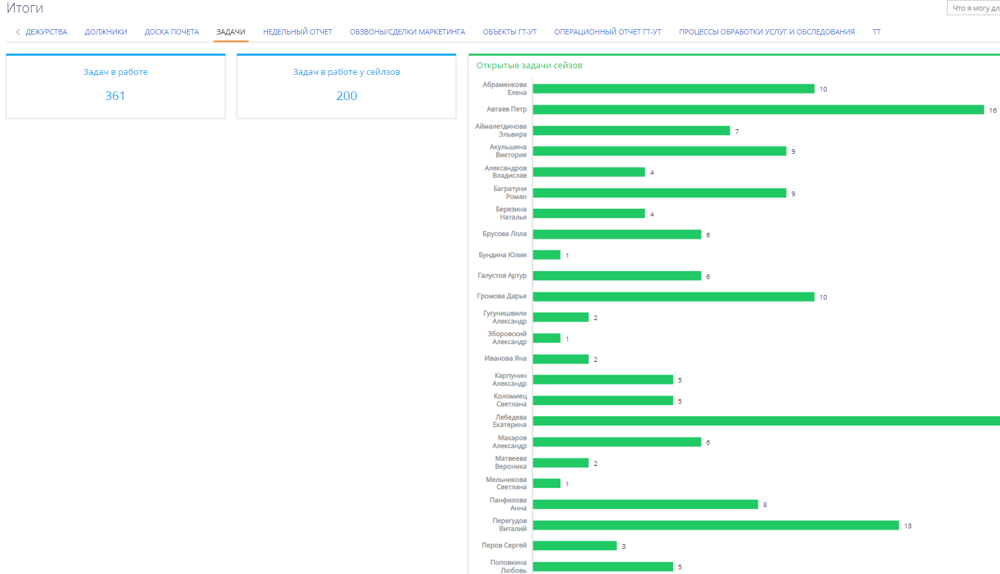 Итоги
Что я могу дл
ДЕЖУРСТВА ДОЛЖНИКИ ДОСКА ПОЧЕТА ЗАДАЧИ НЕДЕЛЬНЫЙ ОТЧЕТ ОБЗВОНЫ/СДЕЛКИ МАРКЕТИНГА ОБЪЕКТЫ ГТ-УТ ОПЕРАЦИОННЫЙ ОТЧЕТ ГТ-УТ ПРОЦЕССЫ ОБРАБОТКИ УСЛУГ И ОБСЛЕДОВАНИЯ ТТ
Задач в работе
361
Задач в работе у сейлзов
200
Открытые задачи сейзов
Абраменкова
Елена
10
Автаев Петр
16
Аймалетдинова
Эльвира
7
Акульшина
Виктория
9
Александров
Владислав
4
Багратуни
Роман
9
Березина
Наталья
4
Брусова Лола
6
Бундина Юлия
1
Галустов Артур
6
Громова Дарья
10
Гугунишвили
Александр
2
Зборовский
Александр
1
Иванова Яна
2
Карпунин
Александр
5
Коломиец
Светлана
5
Лебедева
Екатерина
Макаров
Александр
6
Матвеева
Вероника
2
Мельникова
Светлана
1
Панфилова
Анна
8
Перегудов
Виталий
13
Перов Сергей
3
Поповкина
Любовь
5